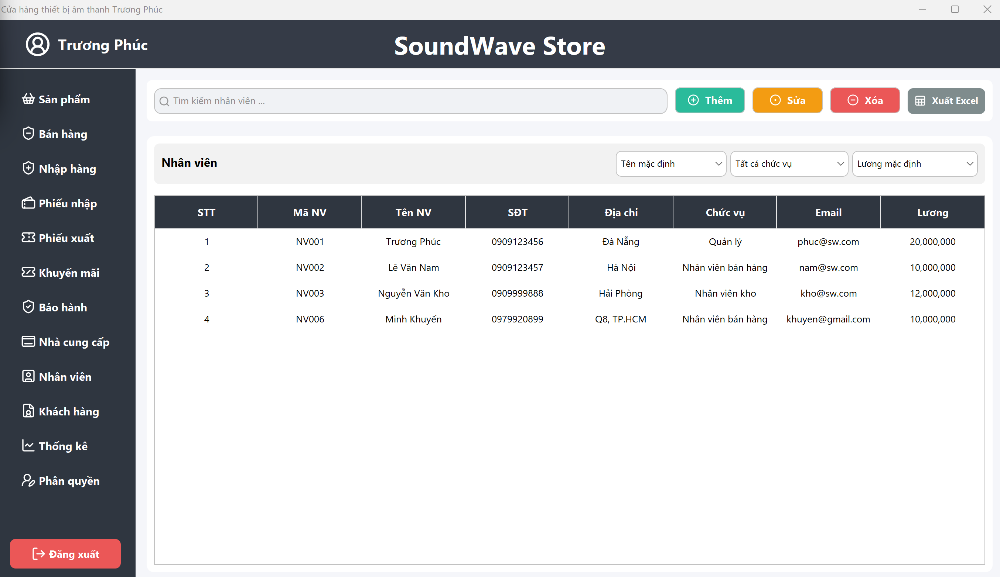 Cửa hàng thiết bị âm thanh Trương Phúc
Trương Phúc
SoundWave Store
Sản phẩm
Bán hàng
Nhập hàng
Phiếu nhập
Phiếu xuất
Khuyến mãi
Bảo hành
Nhà cung cấp
Nhân viên
Khách hàng
Thống kê
Phân quyền
Đăng xuất
Tìm kiếm nhân viên ...
Thêm
Sửa
Xóa
Xuất Excel
Nhân viên
Tên mặc định
Tất cả chức vụ
Lương mặc định
STT Mã NV Tên NV SĐT Địa chỉ Chức vụ Email Lương
1 NV001 Trương Phúc 0909123456 Đà Nẵng Quản lý phuc@sw.com 20,000,000
2 NV002 Lê Văn Nam 0909123457 Hà Nội Nhân viên bán hàng nam@sw.com 10,000,000
3 NV003 Nguyễn Văn Kho 0909999888 Hải Phòng Nhân viên kho kho@sw.com 12,000,000
4 NV006 Minh Khuyến 0979920899 Q8, TP.HCM Nhân viên bán hàng khuyen@gmail.com 10,000,000